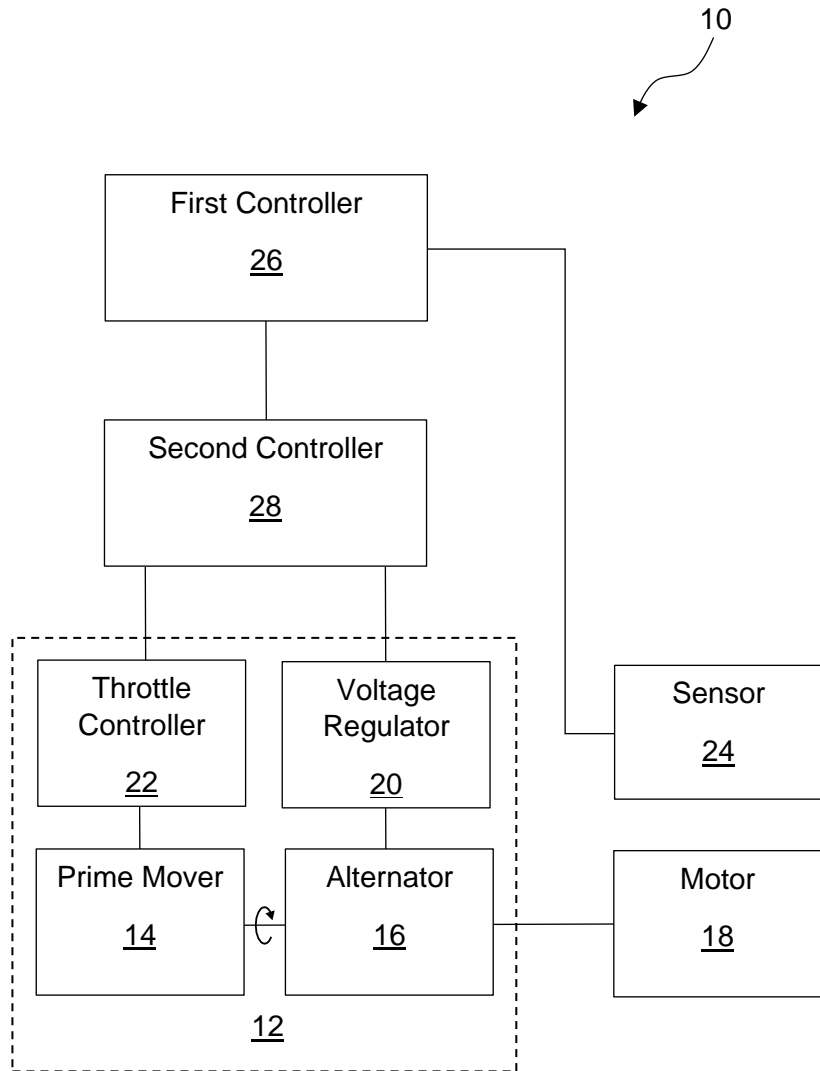 10
First Controller
26
Second Controller
28
Throttle
Controller
22
Voltage
Regulator
20
Sensor
24
Prime Mover
14
Alternator
16
Motor
18
12